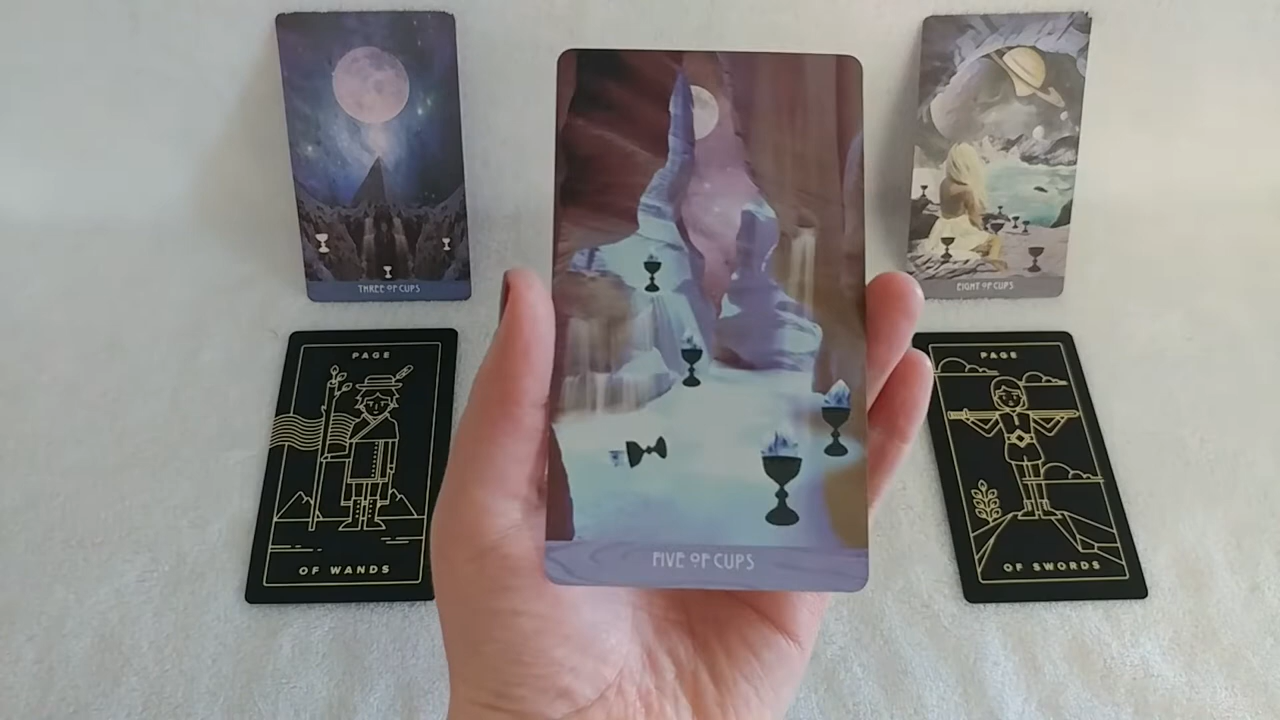 THREE OF CUPS
EIGHT OF CUPS
PAGE
OF WANDS
FIVE OF CUPS
PAGE
OF SWORDS